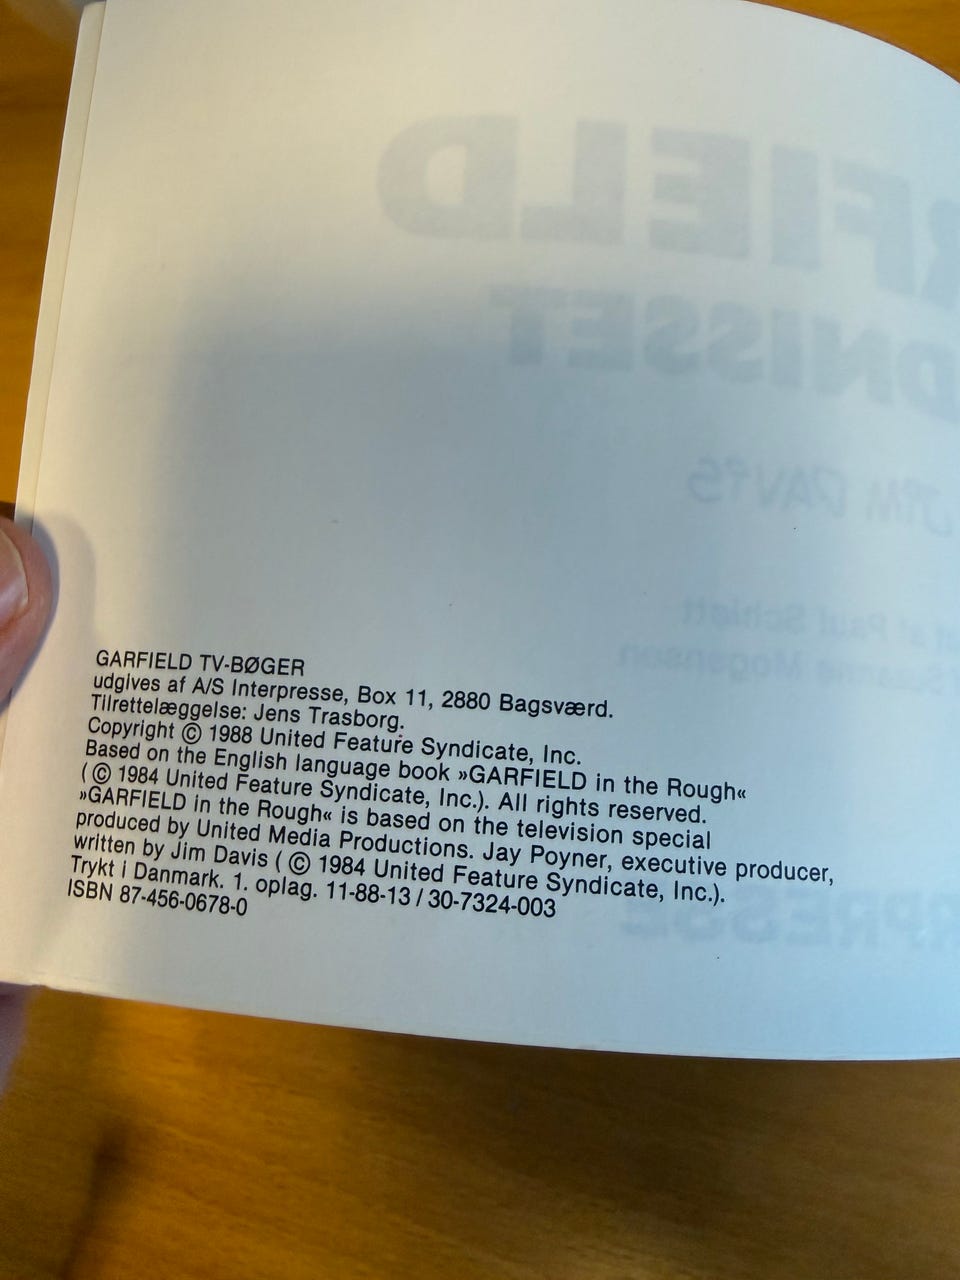 GARFIELD TV-BØGER
udgives af A/S Interpresse, Box 11, 2880 Bagsværd.
Tilrettelæggelse: Jens Trasborg.
Copyright © 1988 United Feature Syndicate, Inc.
Based on the English language book »GARFIELD in the Rough«
( © 1984 United Feature Syndicate, Inc.). All rights reserved.
»GARFIELD in the Rough« is based on the television special
produced by United Media Productions. Jay Poyner, executive producer,
written by Jim Davis ( © 1984 United Feature Syndicate, Inc.).
Trykt i Danmark. 1. oplag. 11-88-13 / 30-7324-003
ISBN 87-456-0678-0